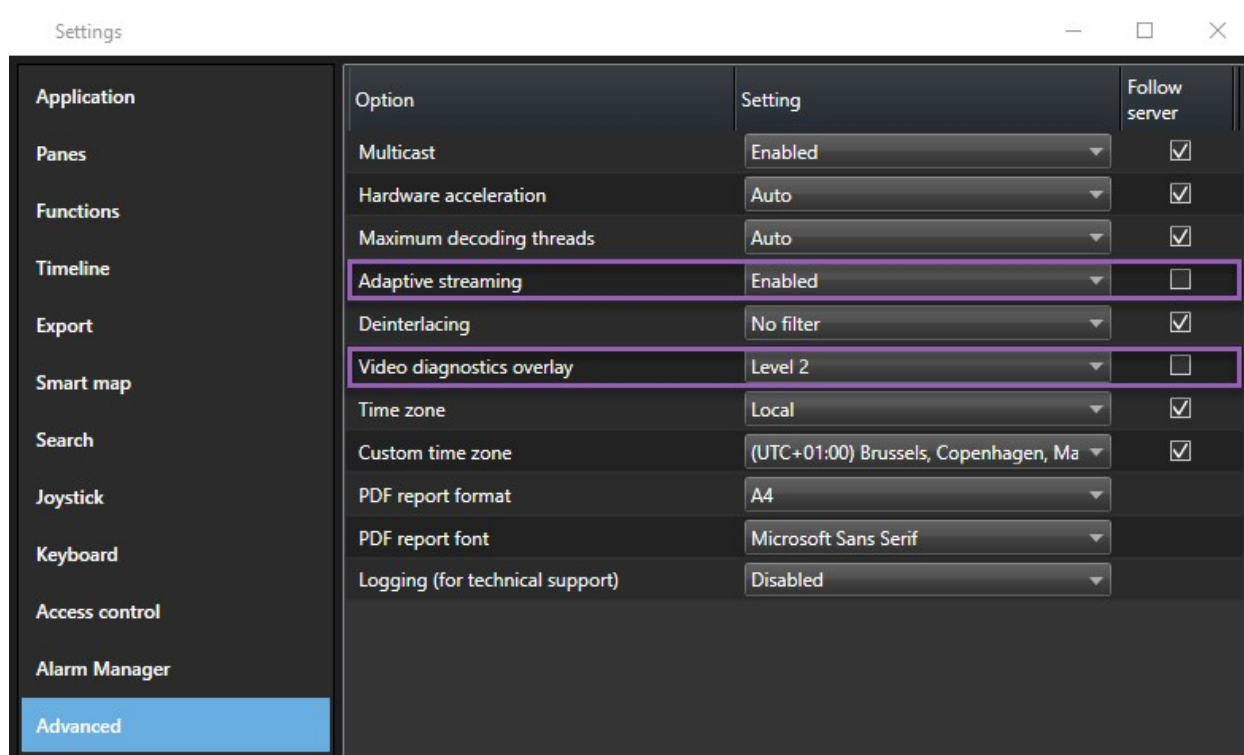 Settings
Application
Panes
Functions
Timeline
Export
Smart map
Search
Joystick
Keyboard
Access control
Alarm Manager
Advanced
Option Setting Follow server
Multicast Enabled
Hardware acceleration Auto
Maximum decoding threads Auto
Adaptive streaming Enabled
Deinterlacing No filter
Video diagnostics overlay Level 2
Time zone Local
Custom time zone (UTC+01:00) Brussels, Copenhagen, Ma
PDF report format A4
PDF report font Microsoft Sans Serif
Logging (for technical support) Disabled